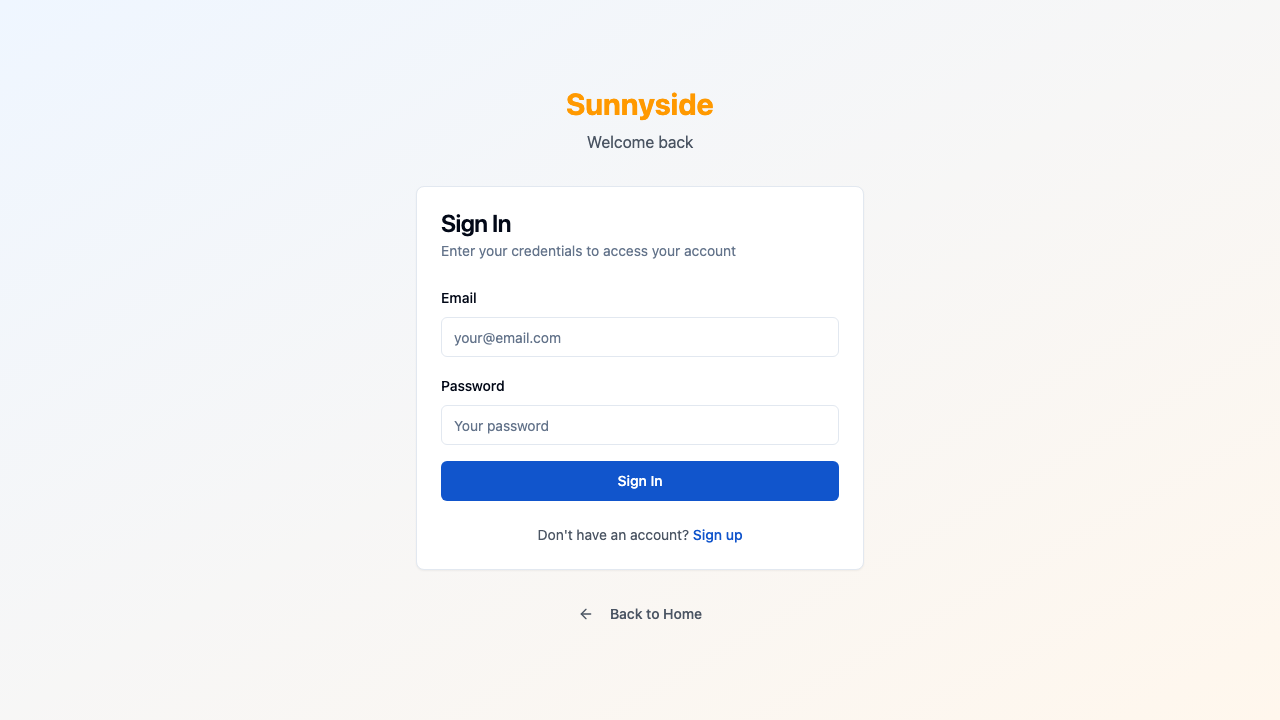 Sunnyside
Welcome back
Sign In
Enter your credentials to access your account
Email
your@email.com
Password
Your password
Sign In
Don't have an account? Sign up
Back to Home